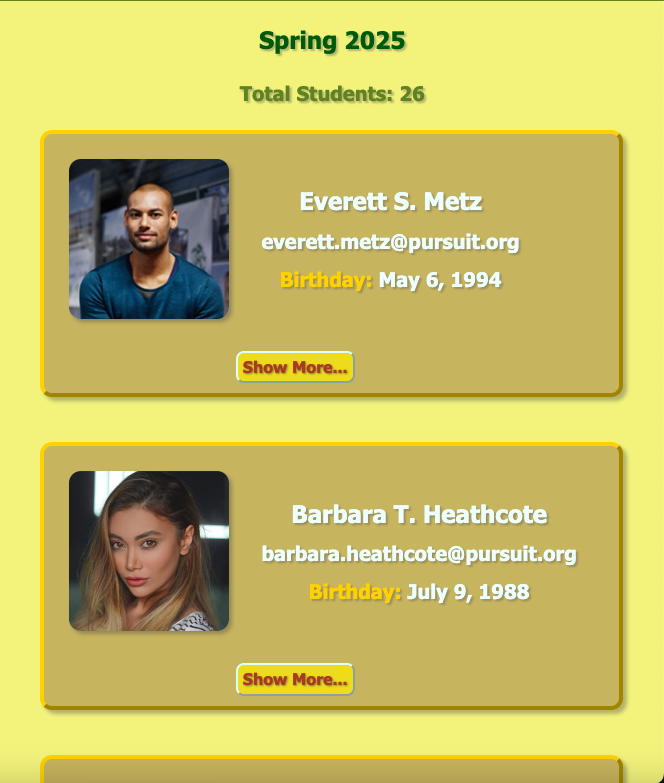 Spring 2025
Total Students: 26
Everett S. Metz
everett.metz@pursuit.org
Birthday: May 6, 1994
Show More...
Barbara T. Heathcote
barbara.heathcote@pursuit.org
Birthday: July 9, 1988
Show More...